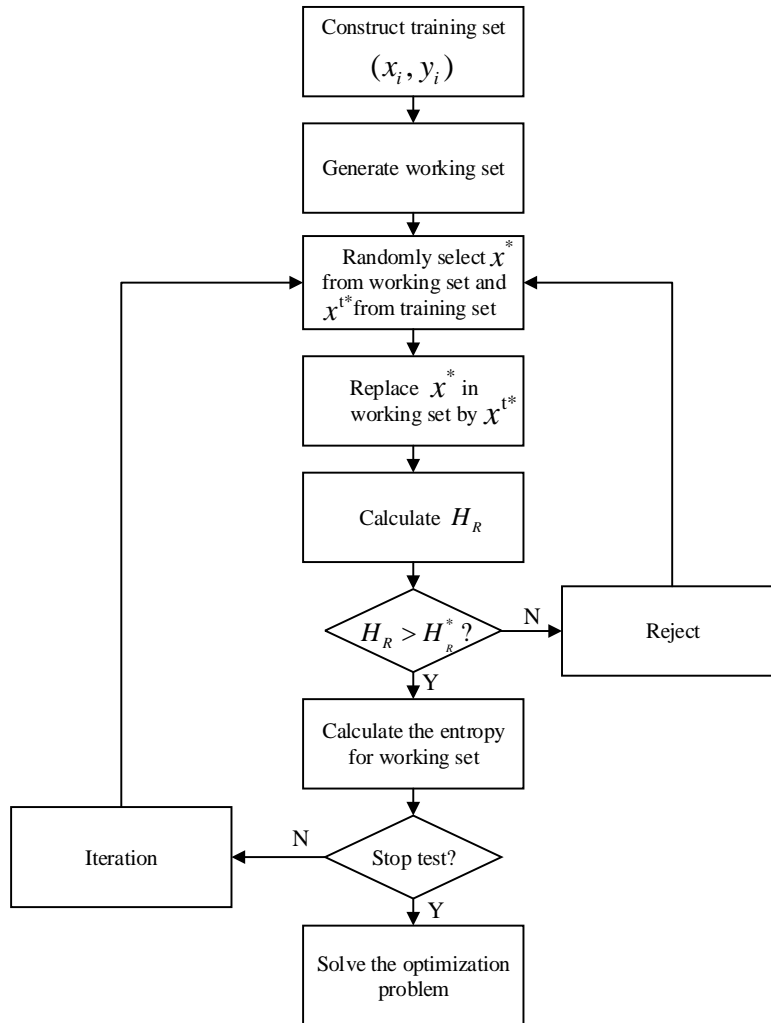 Construct training set
(x_i, y_i)
Generate working set
Randomly select x^*
from working set and
x^{t*} from training set
Replace x^* in
working set by x^{t*}
Calculate H_R
H_R > H_R^* ?
N
Reject
Y
Calculate the entropy
for working set
N
Iteration
Stop test?
Y
Solve the optimization
problem